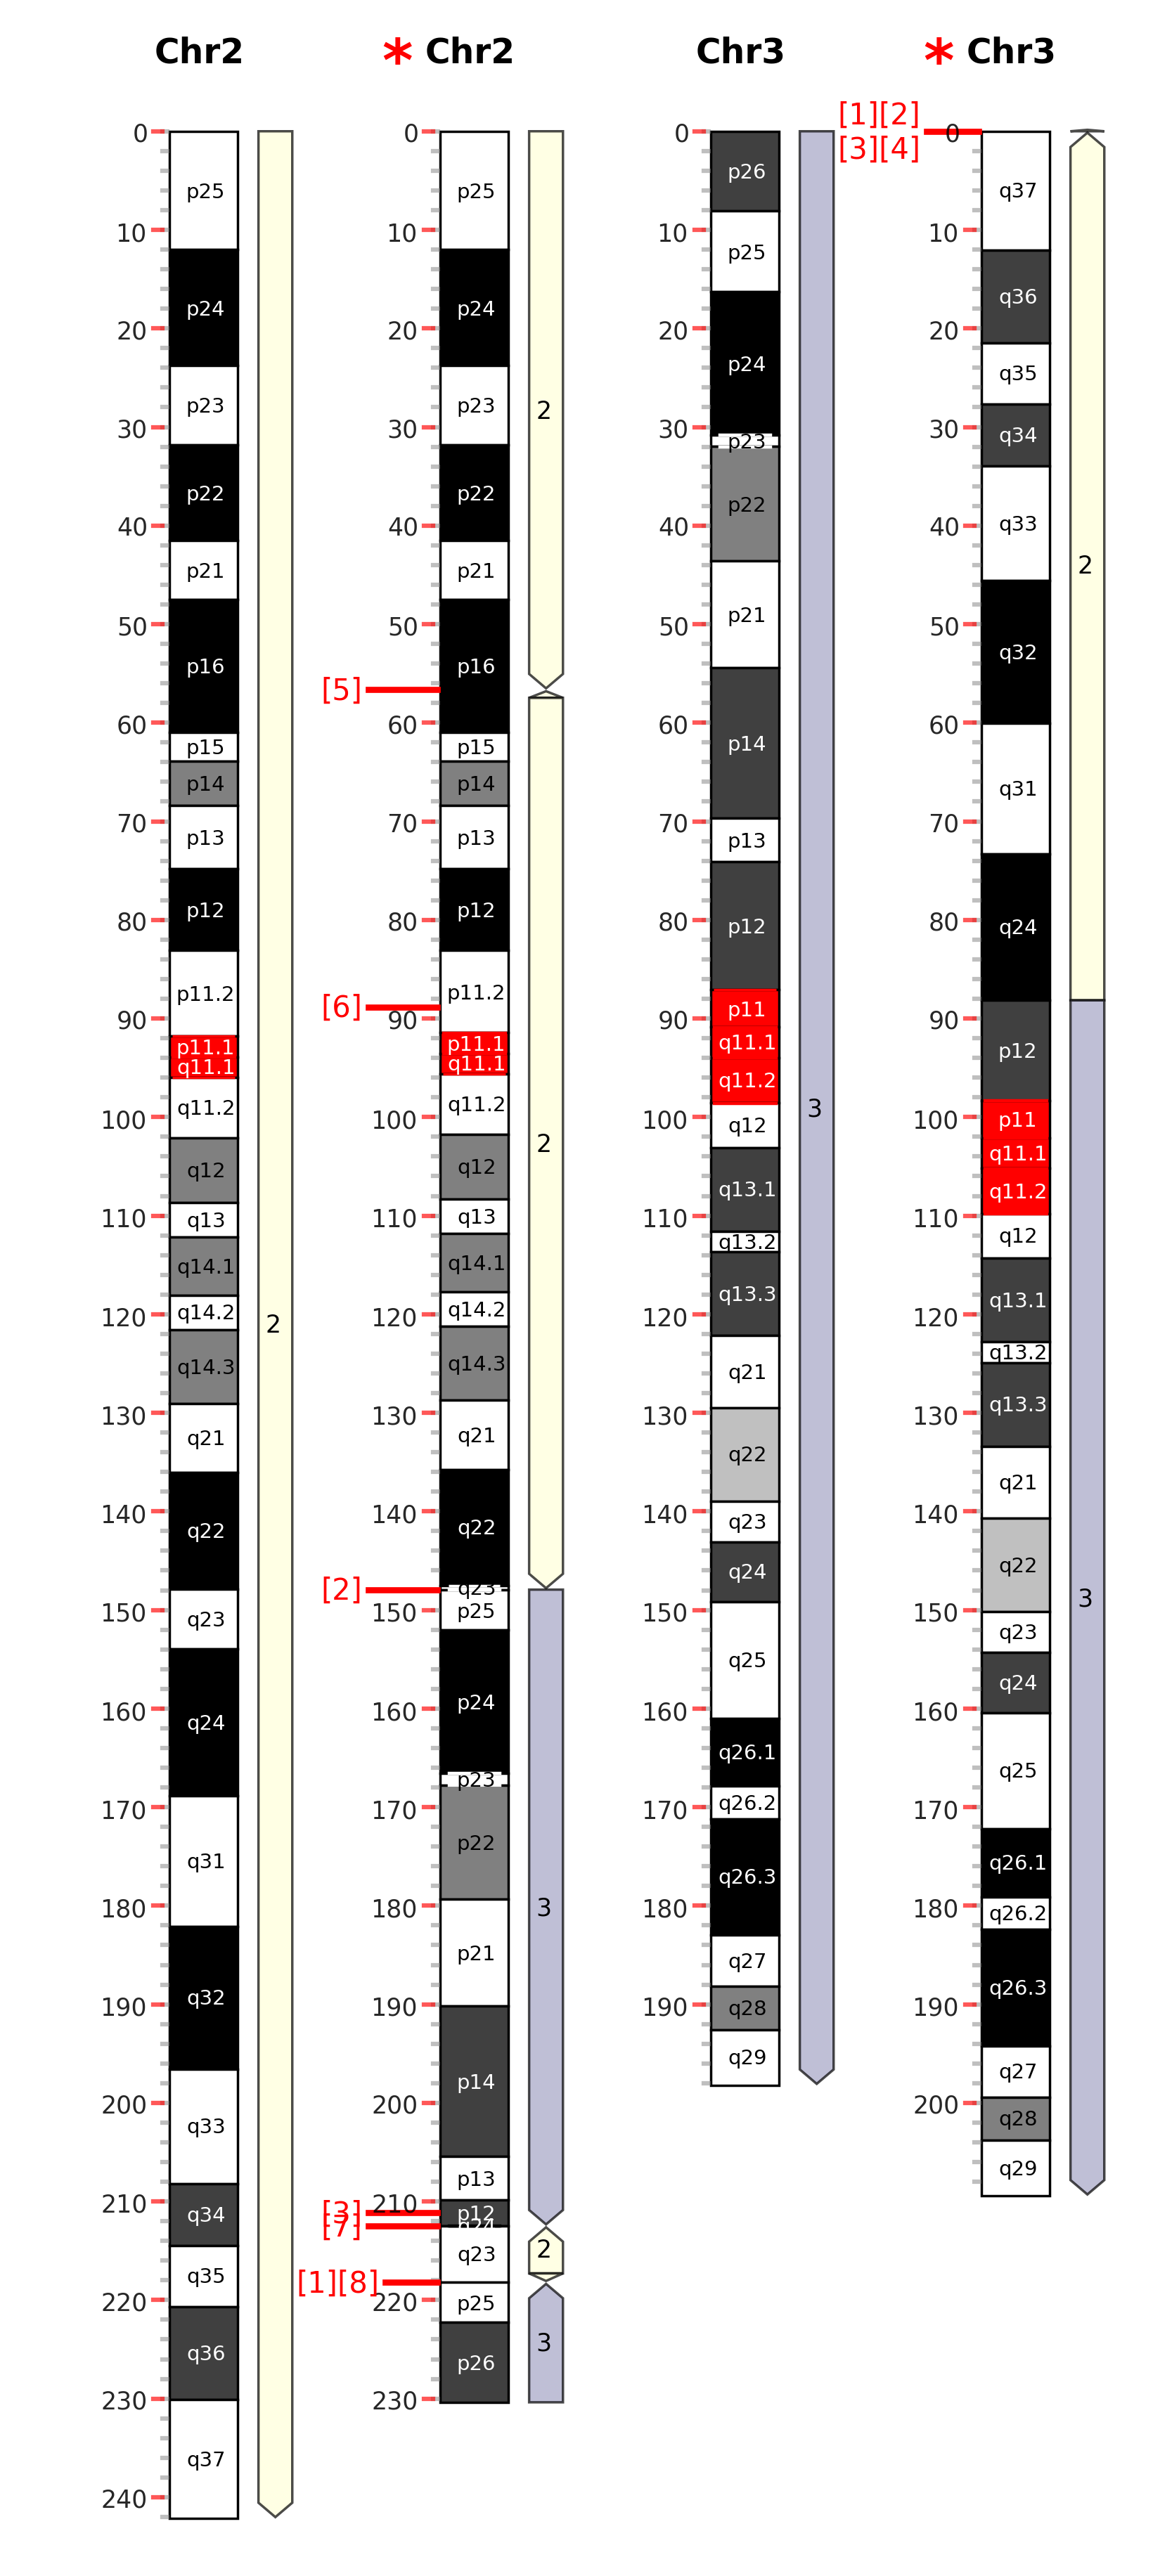 Chr2
* Chr2
Chr3
* Chr3
0
10
20
30
40
50
60
70
80
90
100
110
120
130
140
150
160
170
180
190
200
210
220
230
240
p25
p24
p23
p22
p21
p16
p15
p14
p13
p12
p11.2
p11.1
q11.1
q11.2
q12
q13
q14.1
q14.2
q14.3
q21
q22
q23
q24
q31
q32
q33
q34
q35
q36
q37
2
[5]
[6]
[2]
[3]
[7]
[1][8]
0
10
20
30
40
50
60
70
80
90
100
110
120
130
140
150
160
170
180
190
200
210
220
230
p25
p24
p23
p22
p21
p16
p15
p14
p13
p12
p11.2
p11.1
q11.1
q11.2
q12
q13
q14.1
q14.2
q14.3
q21
q22
q23
p25
p24
p23
p22
p21
p14
p13
p12
q24
q23
p25
p26
2
2
3
2
3
0
10
20
30
40
50
60
70
80
90
100
110
120
130
140
150
160
170
180
190
p26
p25
p24
p23
p22
p21
p14
p13
p12
p11
q11.1
q11.2
q12
q13.1
q13.2
q13.3
q21
q22
q23
q24
q25
q26.1
q26.2
q26.3
q27
q28
q29
3
[1][2]
[3][4]
0
10
20
30
40
50
60
70
80
90
100
110
120
130
140
150
160
170
180
190
200
q37
q36
q35
q34
q33
q32
q31
q24
p12
p11
q11.1
q11.2
q12
q13.1
q13.2
q13.3
q21
q22
q23
q24
q25
q26.1
q26.2
q26.3
q27
q28
q29
2
3